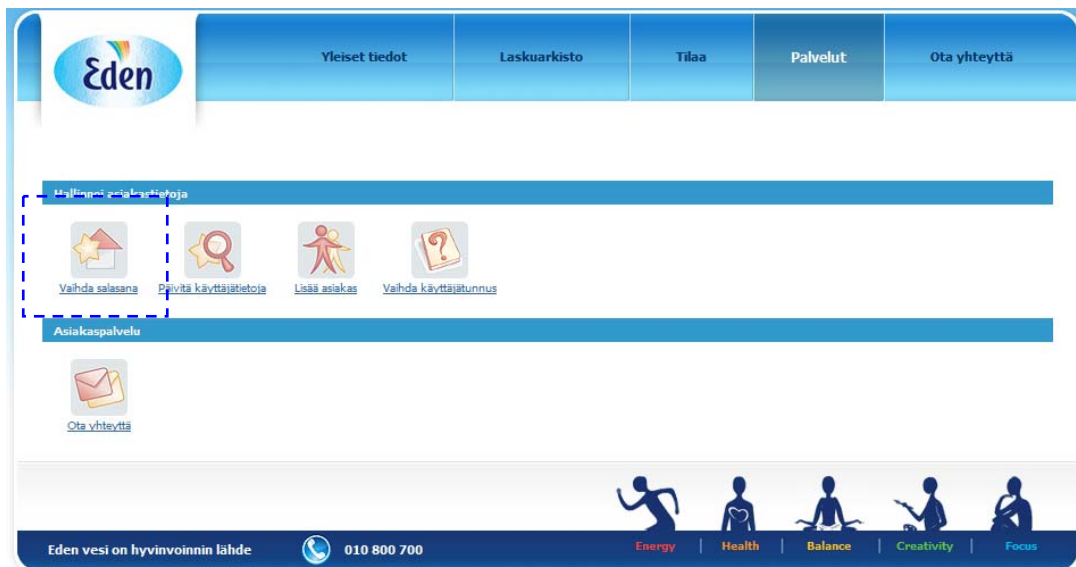 Eden
Yleiset tiedot
Laskuarkisto
Tilaa
Palvelut
Ota yhteyttä
Hallinnoi asiakastietoja
Vaihda salasana
Päivitä käyttäjätietoja
Lisää asiakas
Vaihda käyttäjätunnus
Asiakaspalvelu
Ota yhteyttä
Eden vesi on hyvinvoinnin lähde
010 800 700
Energy | Health | Balance | Creativity | Focus